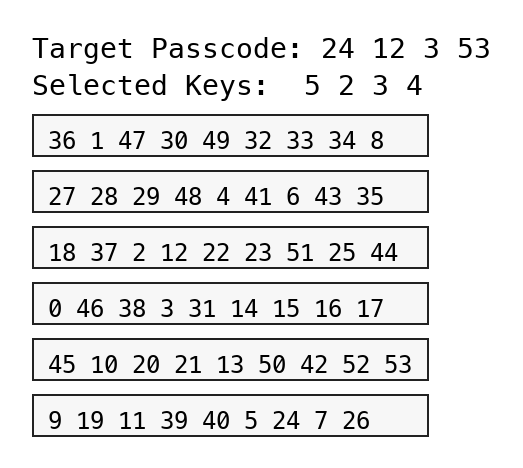 Target Passcode: 24 12 3 53
Selected Keys: 5 2 3 4
36 1 47 30 49 32 33 34 8
27 28 29 48 4 41 6 43 35
18 37 2 12 22 23 51 25 44
0 46 38 3 31 14 15 16 17
45 10 20 21 13 50 42 52 53
9 19 11 39 40 5 24 7 26